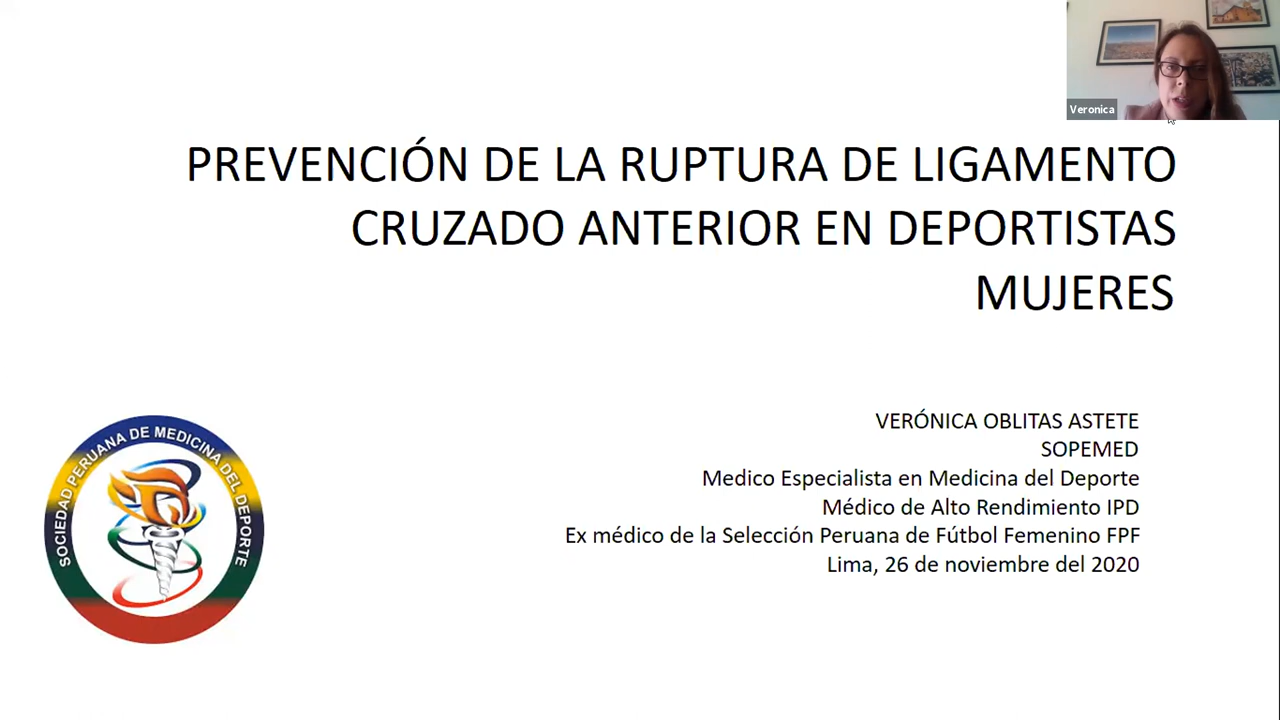 Veronica
PREVENCIÓN DE LA RUPTURA DE LIGAMENTO
CRUZADO ANTERIOR EN DEPORTISTAS
MUJERES
VERÓNICA OBLITAS ASTETE
SOPEMED
Medico Especialista en Medicina del Deporte
Médico de Alto Rendimiento IPD
Ex médico de la Selección Peruana de Fútbol Femenino FPF
Lima, 26 de noviembre del 2020
SOCIEDAD PERUANA DE MEDICINA DEL DEPORTE